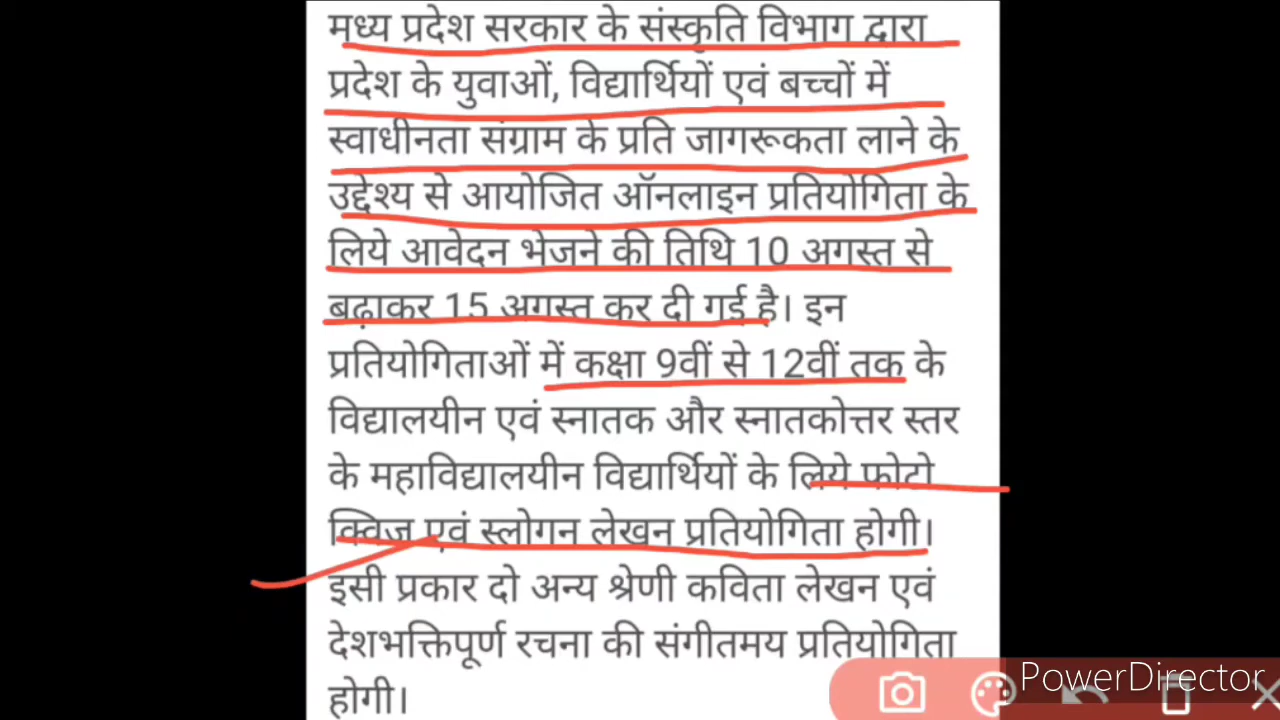 मध्य प्रदेश सरकार के संस्कृति विभाग द्वारा
प्रदेश के युवाओं, विद्यार्थियों एवं बच्चों में
स्वाधीनता संग्राम के प्रति जागरूकता लाने के
उद्देश्य से आयोजित ऑनलाइन प्रतियोगिता के
लिये आवेदन भेजने की तिथि 10 अगस्त से
बढ़ाकर 15 अगस्त कर दी गई है। इन
प्रतियोगिताओं में कक्षा 9वीं से 12वीं तक के
विद्यालयीन एवं स्नातक और स्नातकोत्तर स्तर
के महाविद्यालयीन विद्यार्थियों के लिये फोटो
क्विज एवं स्लोगन लेखन प्रतियोगिता होगी।
इसी प्रकार दो अन्य श्रेणी कविता लेखन एवं
देशभक्तिपूर्ण रचना की संगीतमय प्रतियोगिता
होगी।
PowerDirector